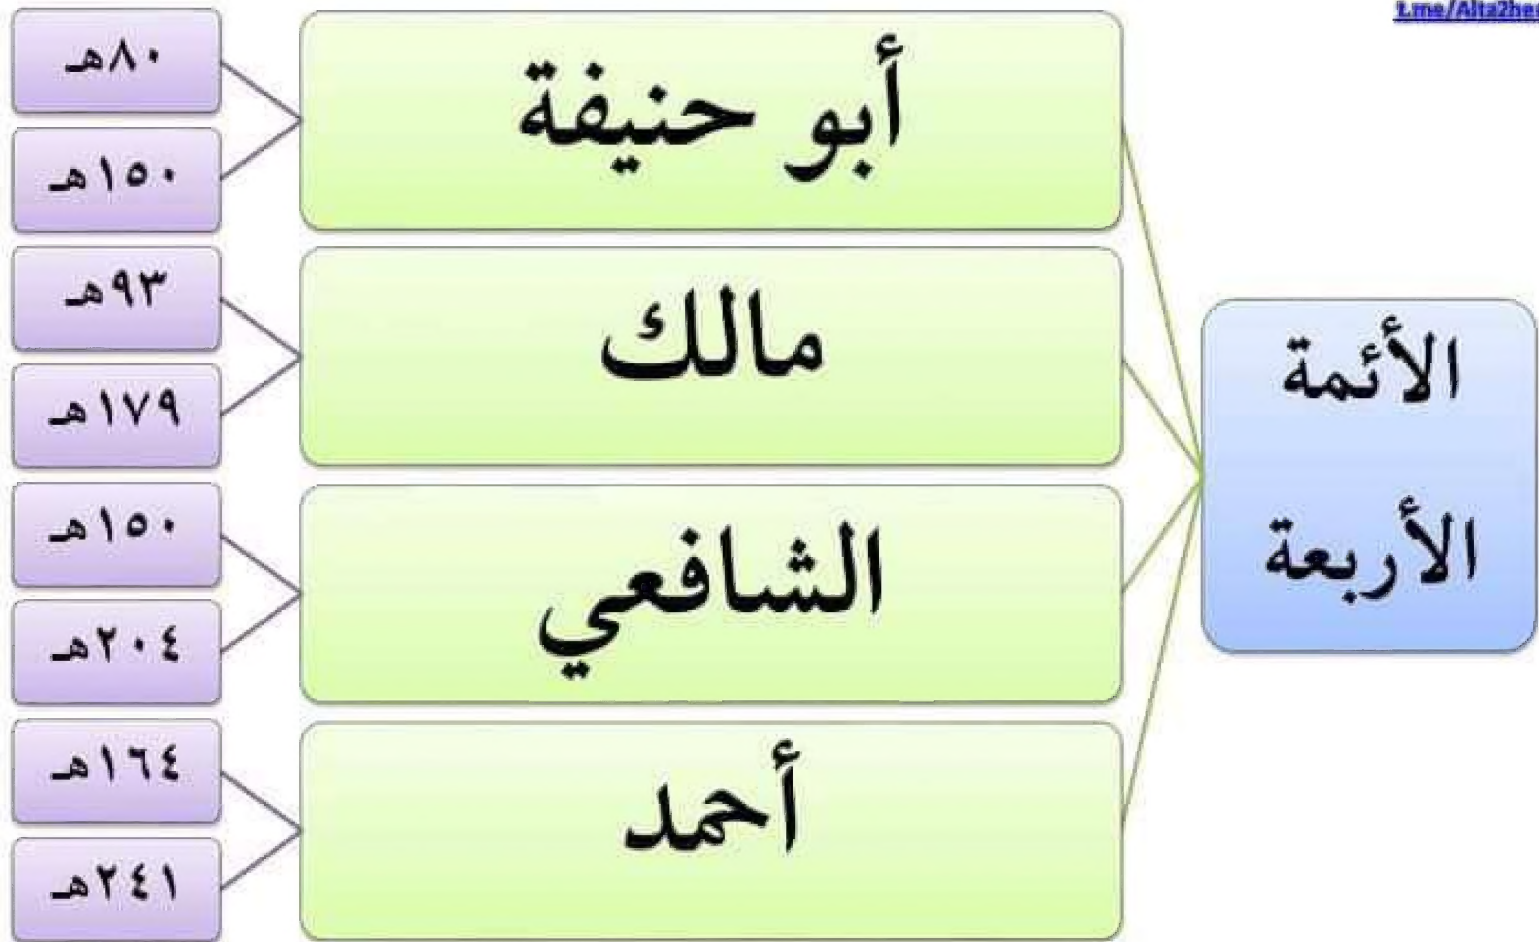 الأئمة
الأربعة
أبو حنيفة
٨٠هـ
١٥٠هـ
مالك
٩٣هـ
١٧٩هـ
الشافعي
١٥٠هـ
٢٠٤هـ
أحمد
١٦٤هـ
٢٤١هـ